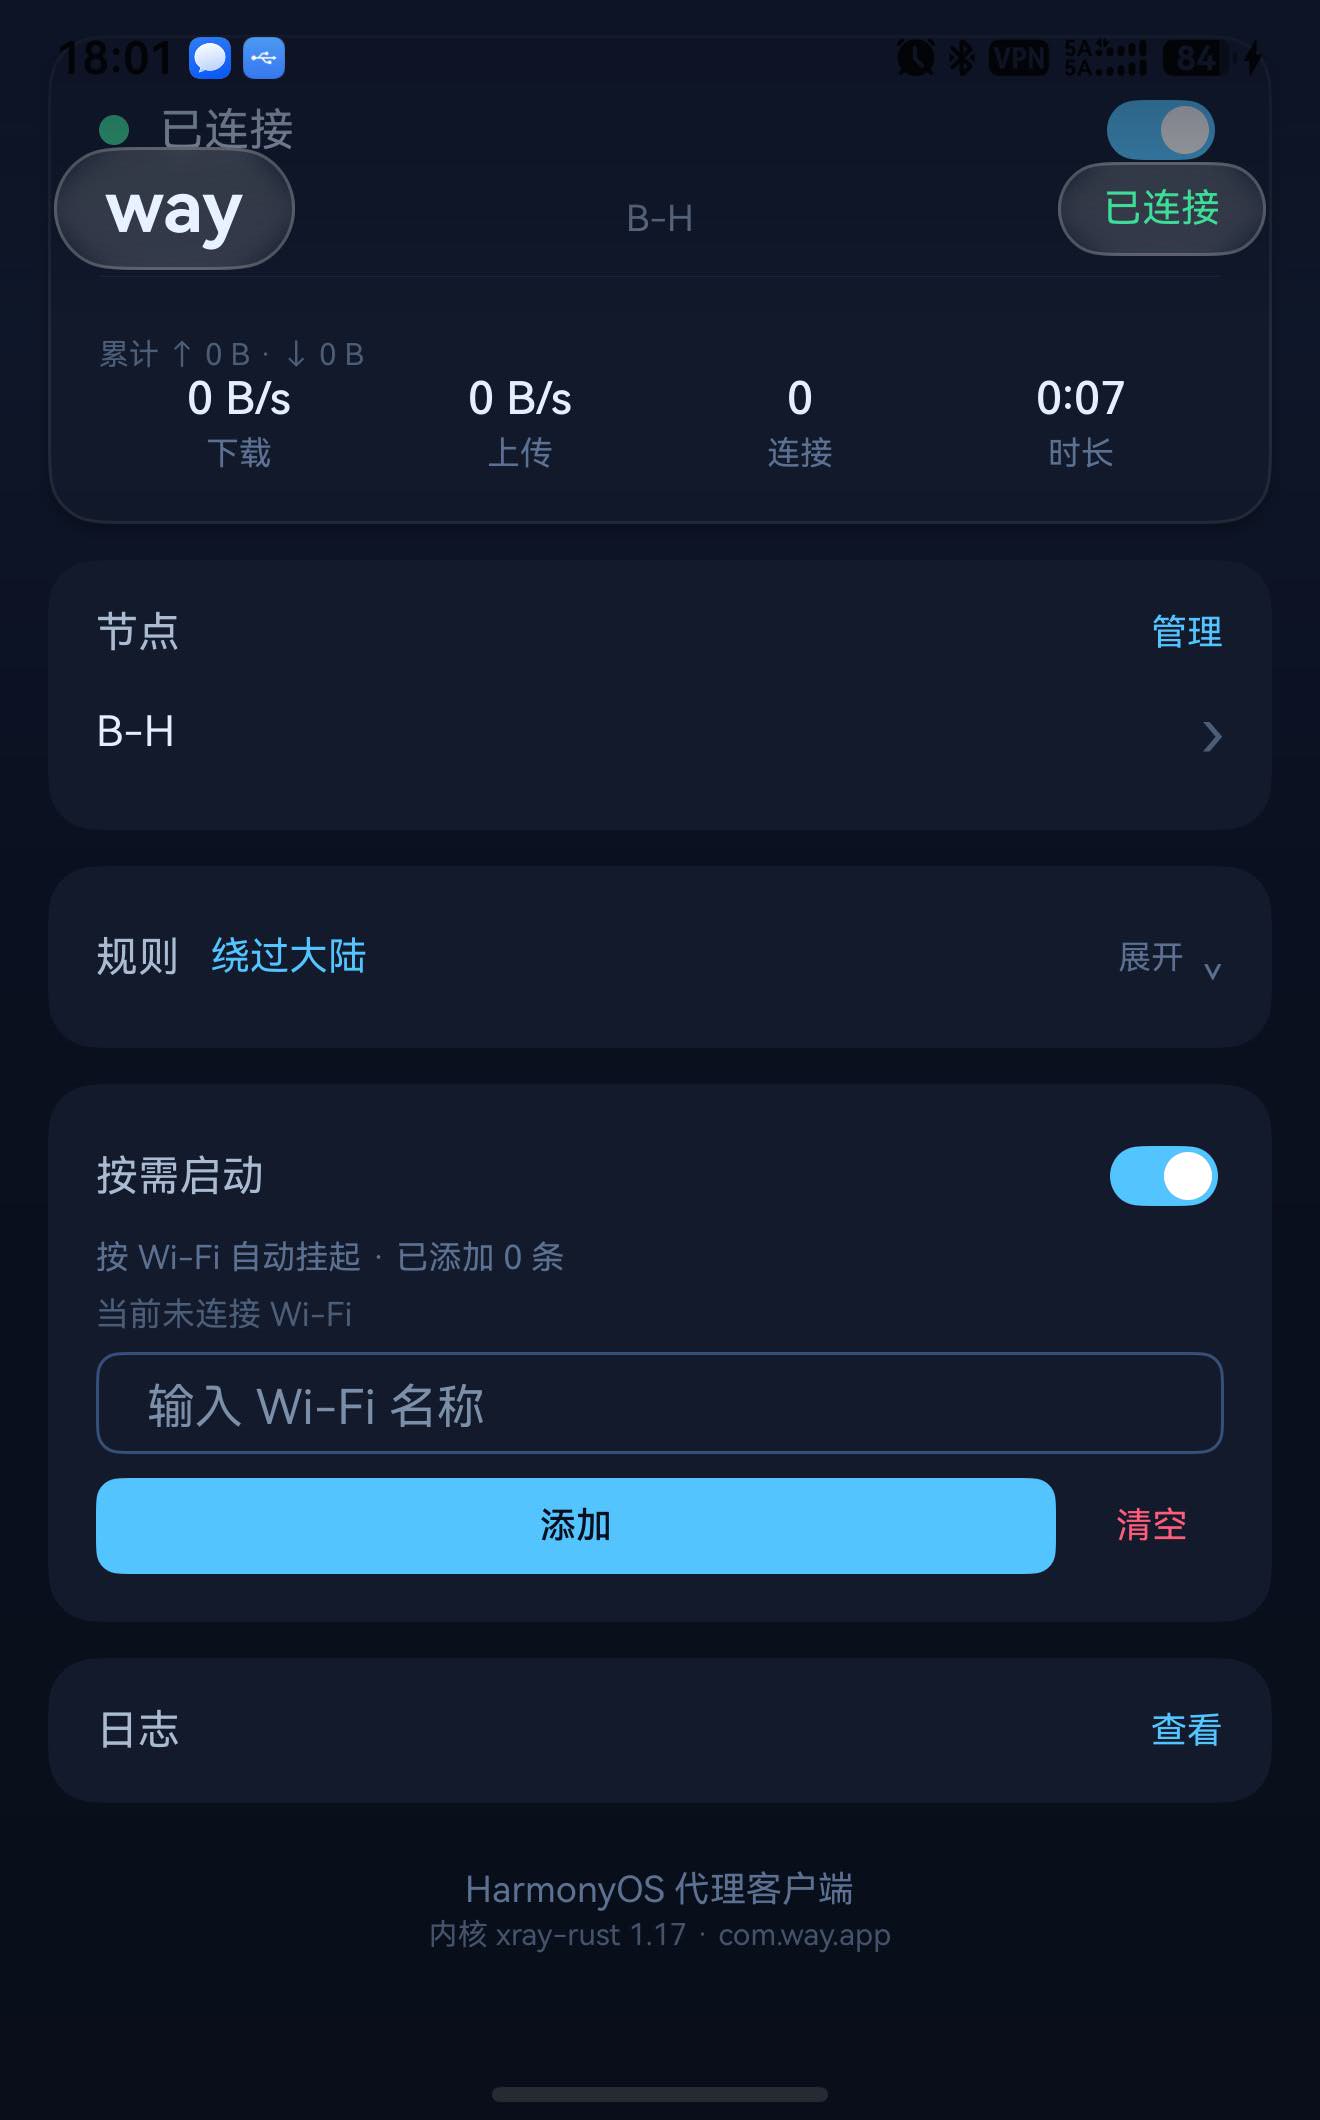 18:01 VPN 5A 5A 84
已连接
way B-H 已连接
累计 ↑ 0 B · ↓ 0 B
0 B/s 0 B/s 0 0:07
下载 上传 连接 时长
节点 管理
B-H
规则 绕过大陆 展开
按需启动
按 Wi-Fi 自动挂起 · 已添加 0 条
当前未连接 Wi-Fi
输入 Wi-Fi 名称
添加 清空
日志 查看
HarmonyOS 代理客户端
内核 xray-rust 1.17 · com.way.app